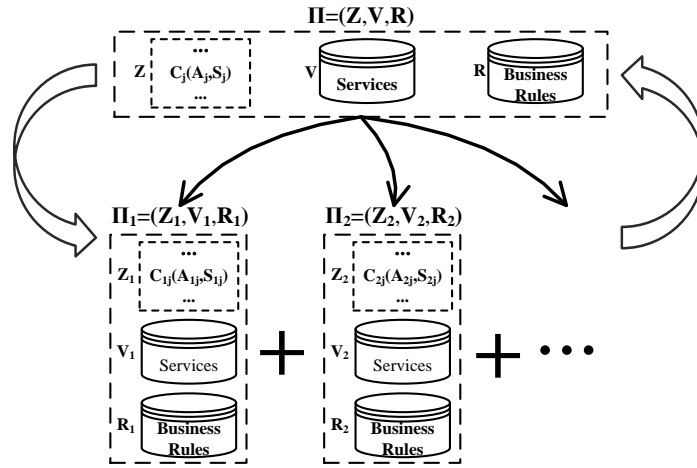 Π=(Z,V,R)
Z
...
Cj(Aj,Sj)
...
V
Services
R
Business
Rules
Π1=(Z1,V1,R1)
Z1
...
C1j(A1j,S1j)
...
V1
Services
R1
Business
Rules
+
Π2=(Z2,V2,R2)
Z2
...
C2j(A2j,S2j)
...
V2
Services
R2
Business
Rules
+
...